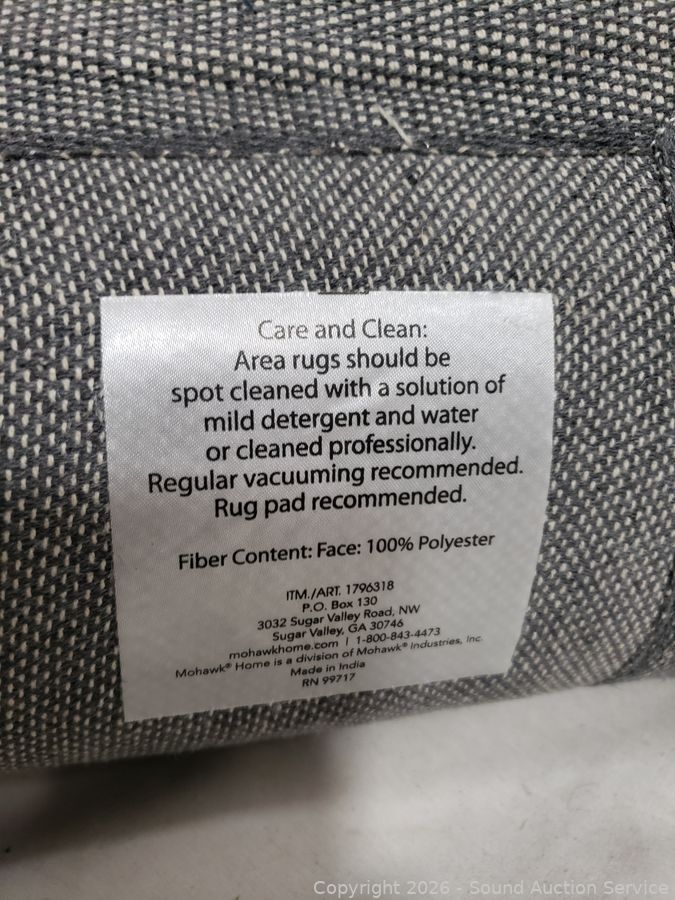 Care and Clean:
Area rugs should be
spot cleaned with a solution of
mild detergent and water
or cleaned professionally.
Regular vacuuming recommended.
Rug pad recommended.
Fiber Content: Face: 100% Polyester
ITM./ART. 1796318
P.O. Box 130
3032 Sugar Valley Road, NW
Sugar Valley, GA 30746
mohawkhome.com | 1-800-843-4473
Mohawk® Home is a division of Mohawk® Industries, Inc.
Made in India
RN 99717
Copyright 2026 - Sound Auction Service